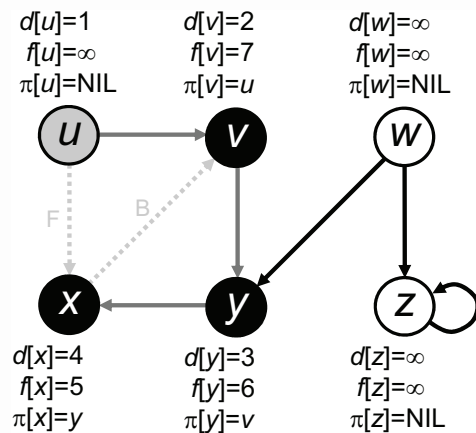 d[u]=1
f[u]=∞
π[u]=NIL
d[v]=2
f[v]=7
π[v]=u
d[w]=∞
f[w]=∞
π[w]=NIL
u
v
w
F
B
x
y
z
d[x]=4
f[x]=5
π[x]=y
d[y]=3
f[y]=6
π[y]=v
d[z]=∞
f[z]=∞
π[z]=NIL